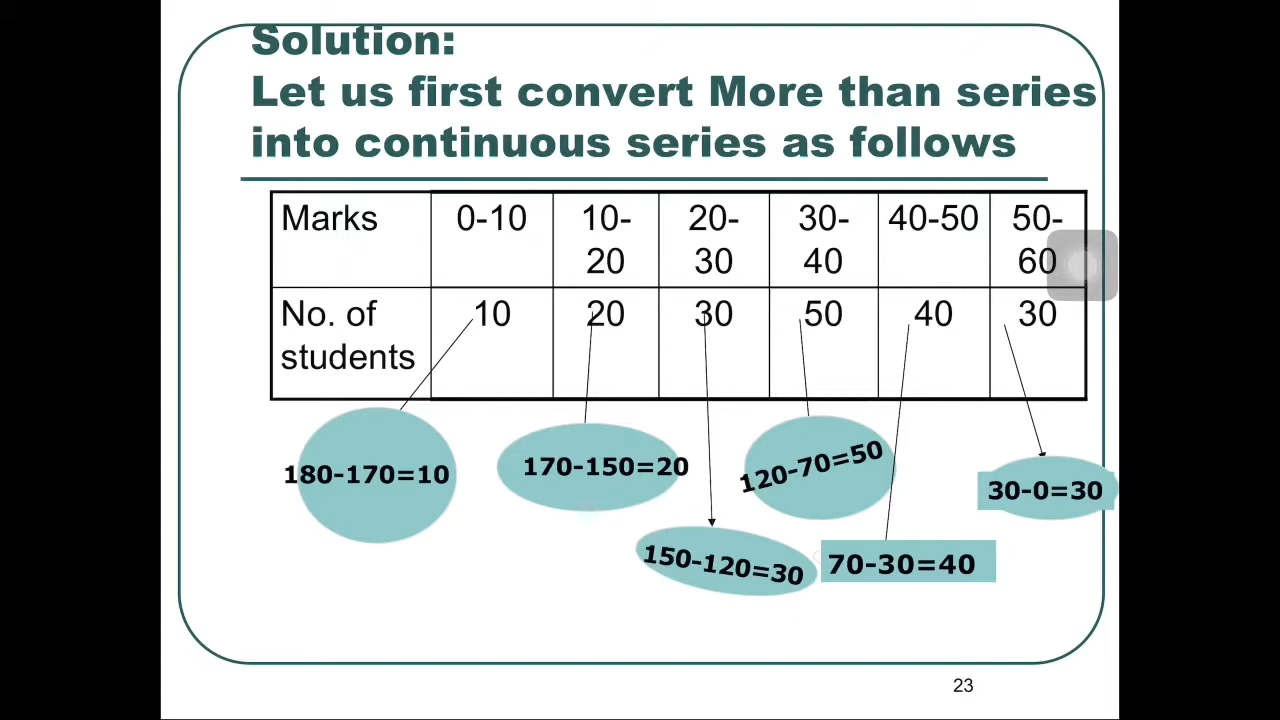 Solution:
Let us first convert More than series
into continuous series as follows
Marks 0-10 10- 20- 30- 40-50 50-
20 30 40 60
No. of 10 20 30 50 40 30
students
180-170=10
170-150=20
120-70=50
30-0=30
150-120=30
70-30=40
23